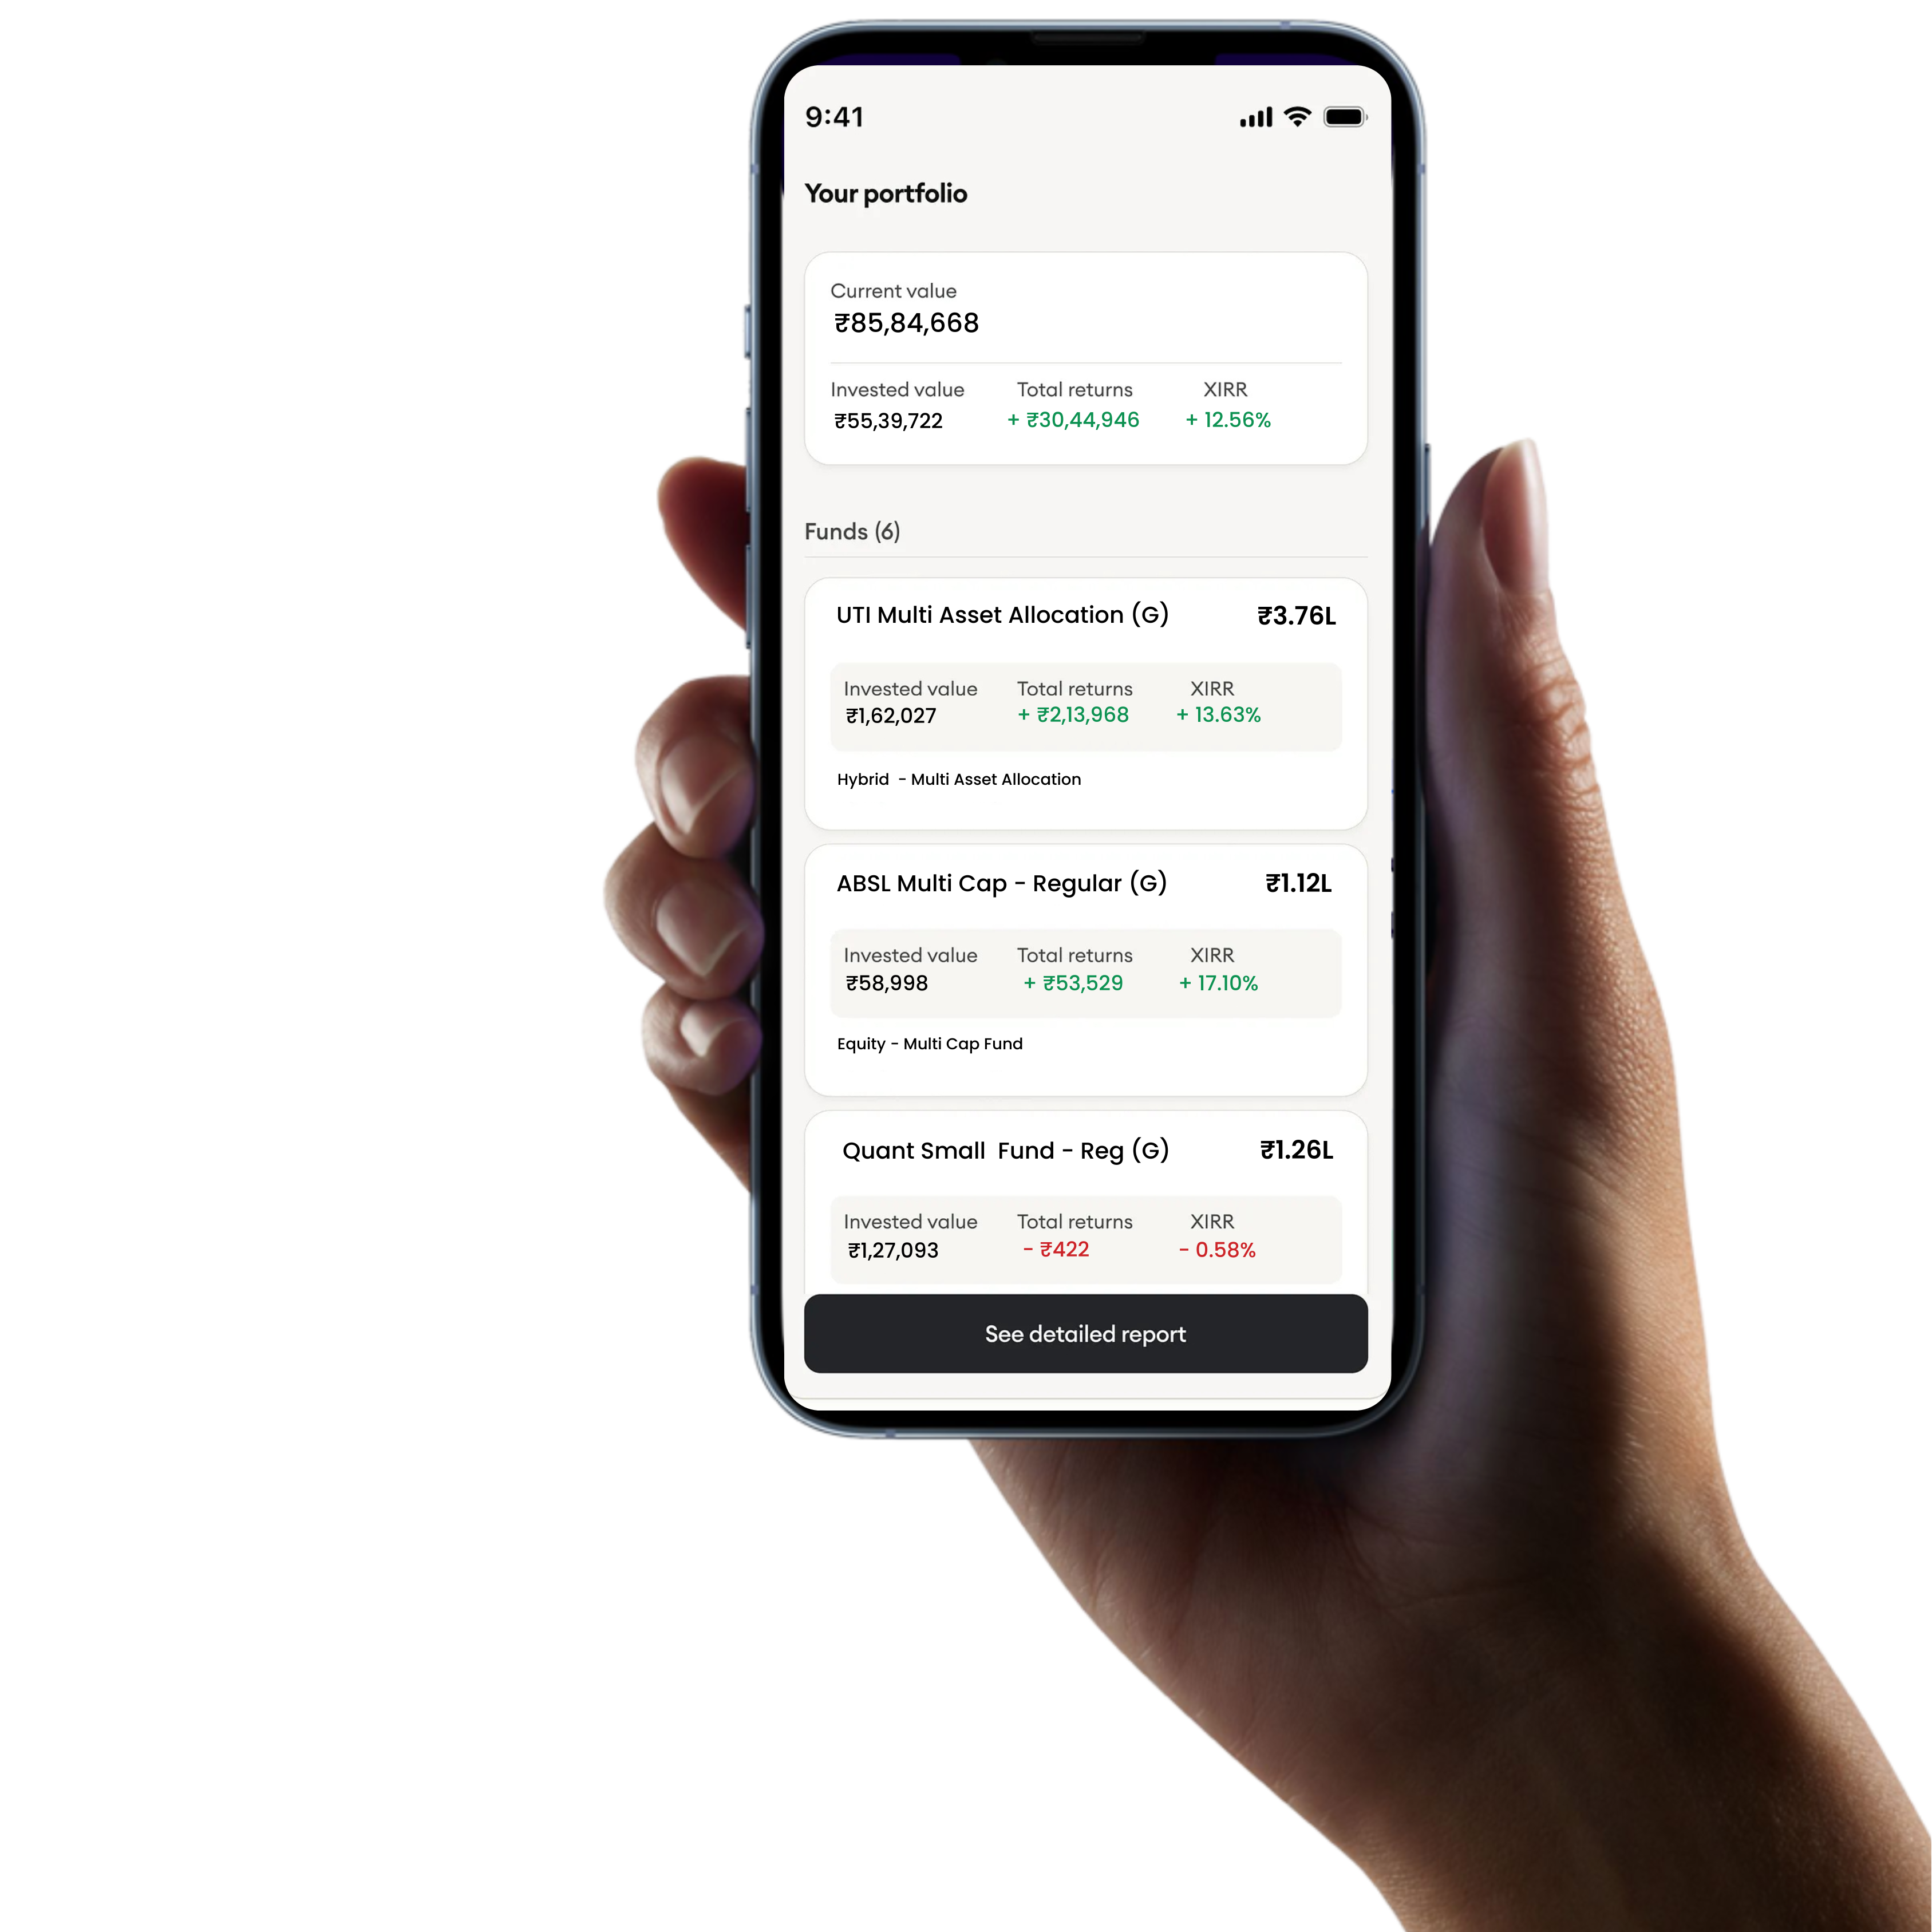 9:41
Your portfolio
Current value
₹85,84,668
Invested value Total returns XIRR
₹55,39,722 + ₹30,44,946 + 12.56%
Funds (6)
UTI Multi Asset Allocation (G) ₹3.76L
Invested value Total returns XIRR
₹1,62,027 + ₹2,13,968 + 13.63%
Hybrid - Multi Asset Allocation
ABSL Multi Cap - Regular (G) ₹1.12L
Invested value Total returns XIRR
₹58,998 + ₹53,529 + 17.10%
Equity - Multi Cap Fund
Quant Small Fund - Reg (G) ₹1.26L
Invested value Total returns XIRR
₹1,27,093 - ₹422 - 0.58%
See detailed report